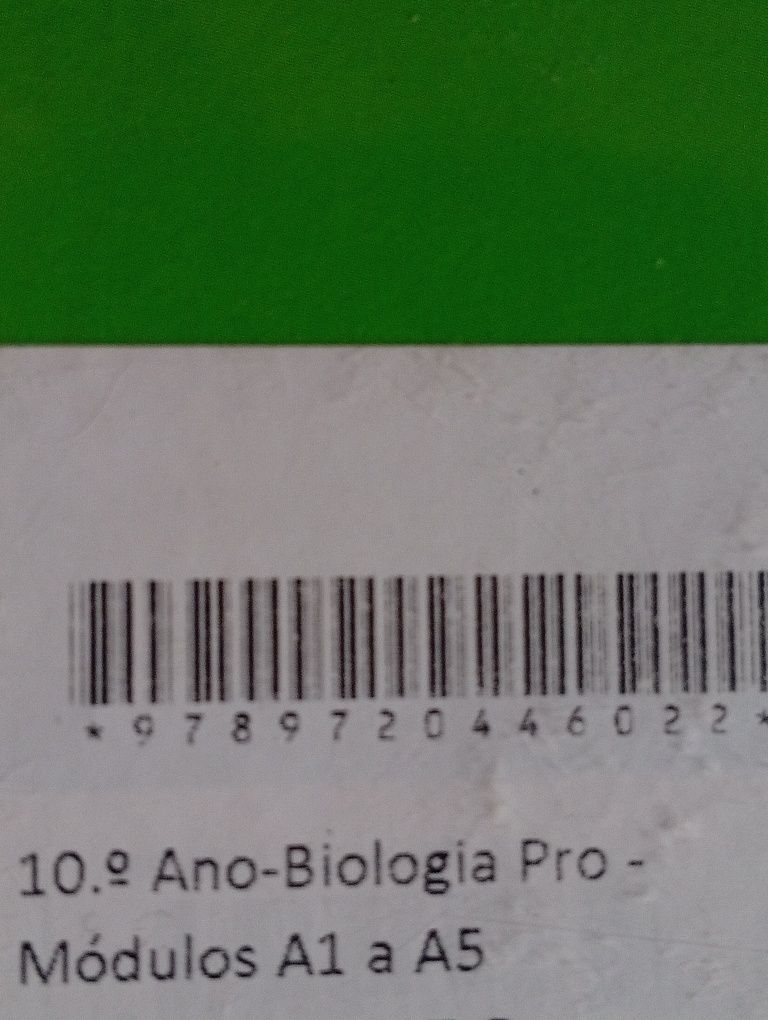 *9789720446022*
10.º Ano-Biologia Pro -
Módulos A1 a A5